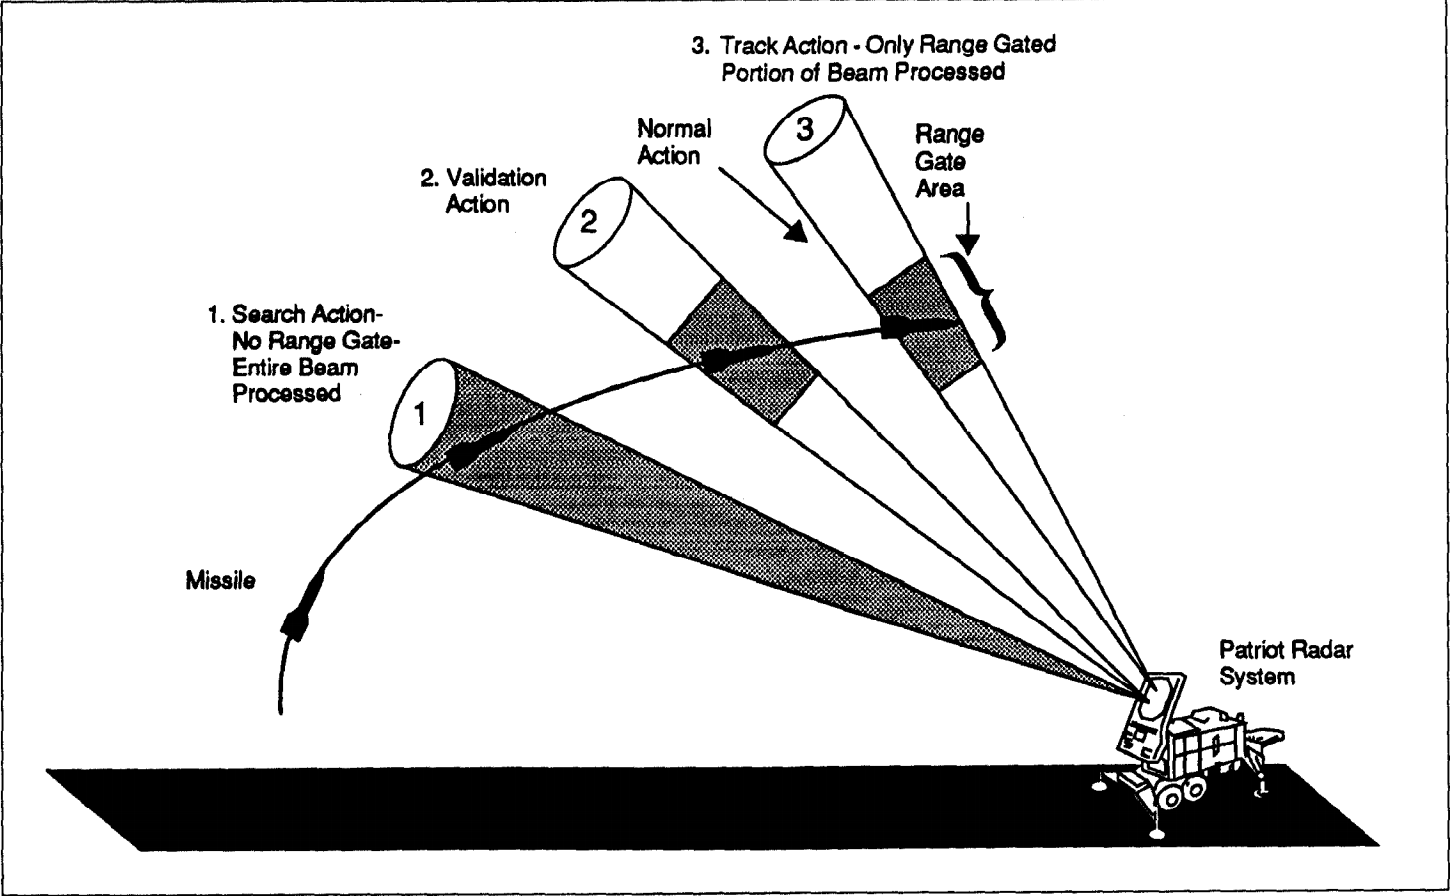 3. Track Action - Only Range Gated
Portion of Beam Processed
Normal
Action
3
Range
Gate
Area
2. Validation
Action
2
1. Search Action-
No Range Gate-
Entire Beam
Processed
1
Missile
Patriot Radar
System